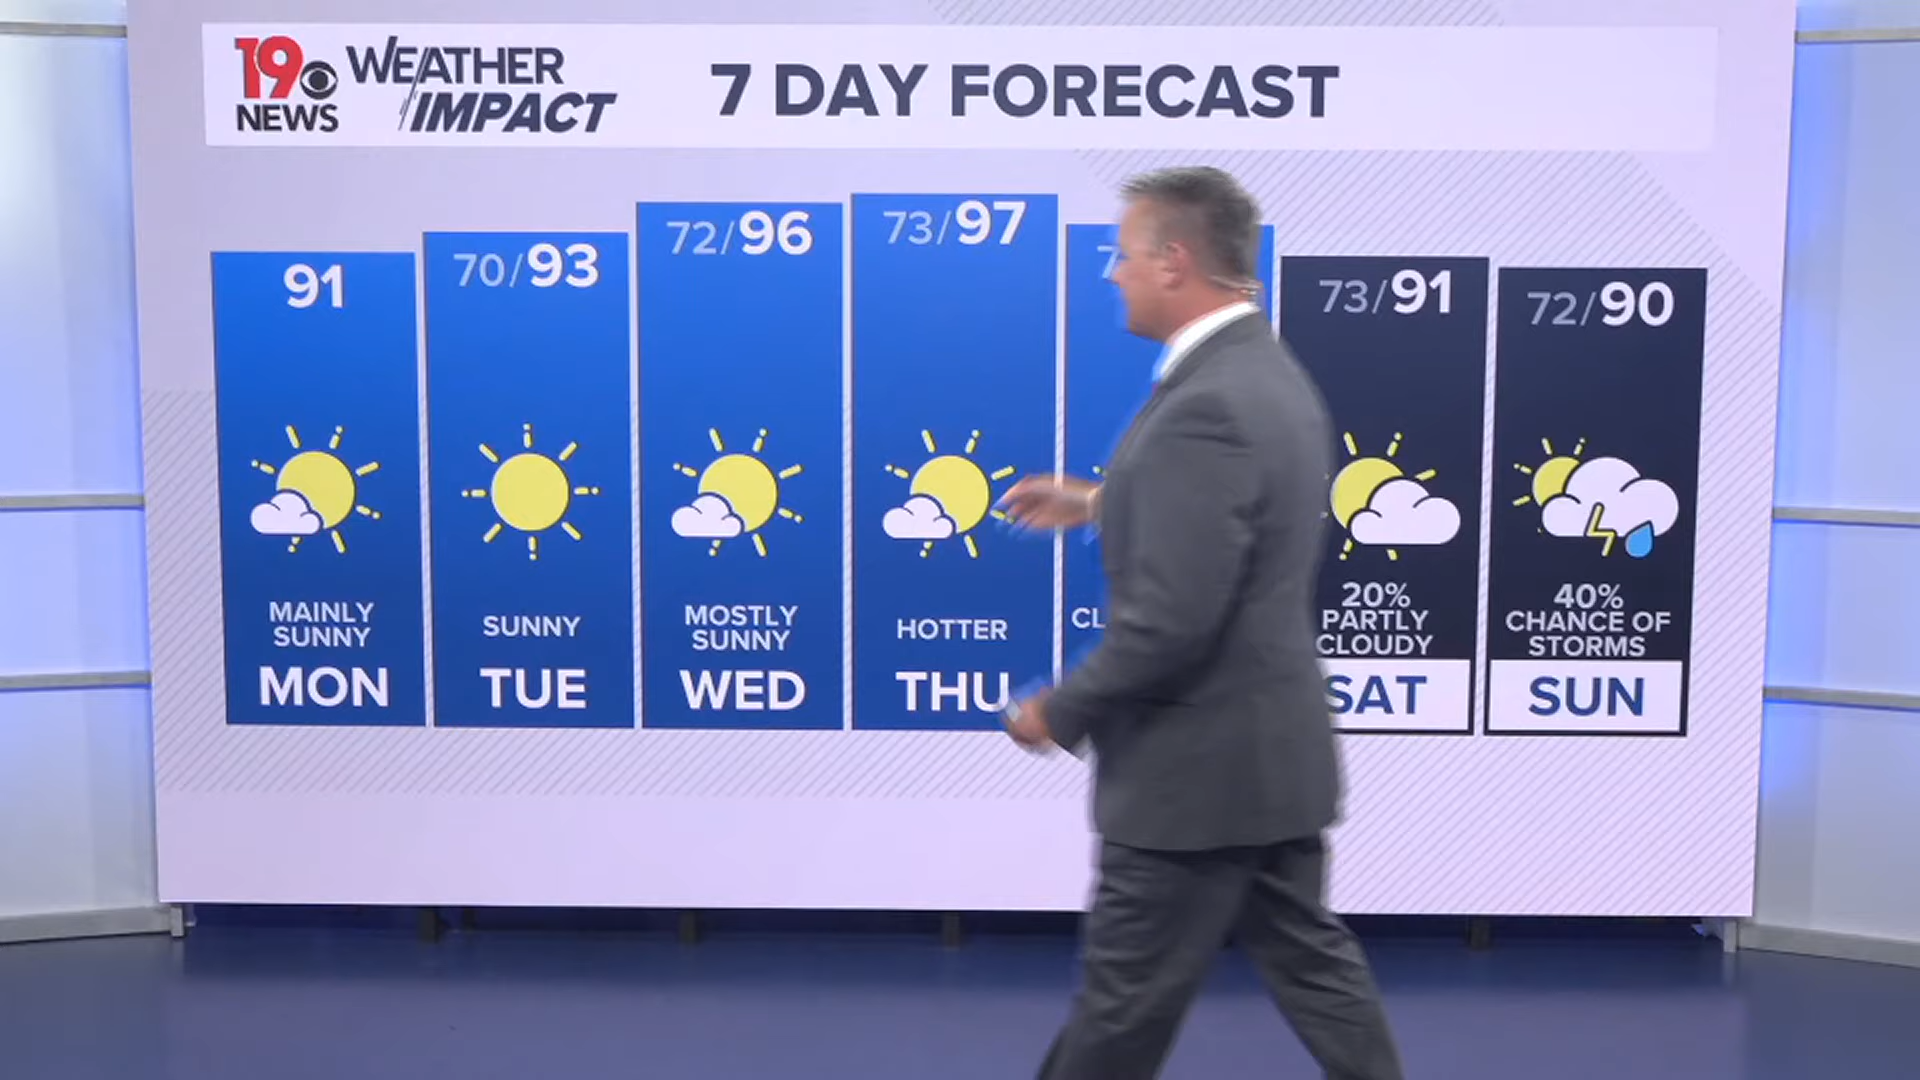 19
NEWS
WEATHER
IMPACT
7 DAY FORECAST
91
MAINLY
SUNNY
MON
70/93
SUNNY
TUE
72/96
MOSTLY
SUNNY
WED
73/97
HOTTER
THU
73/91
20%
PARTLY
CLOUDY
SAT
72/90
40%
CHANCE OF
STORMS
SUN